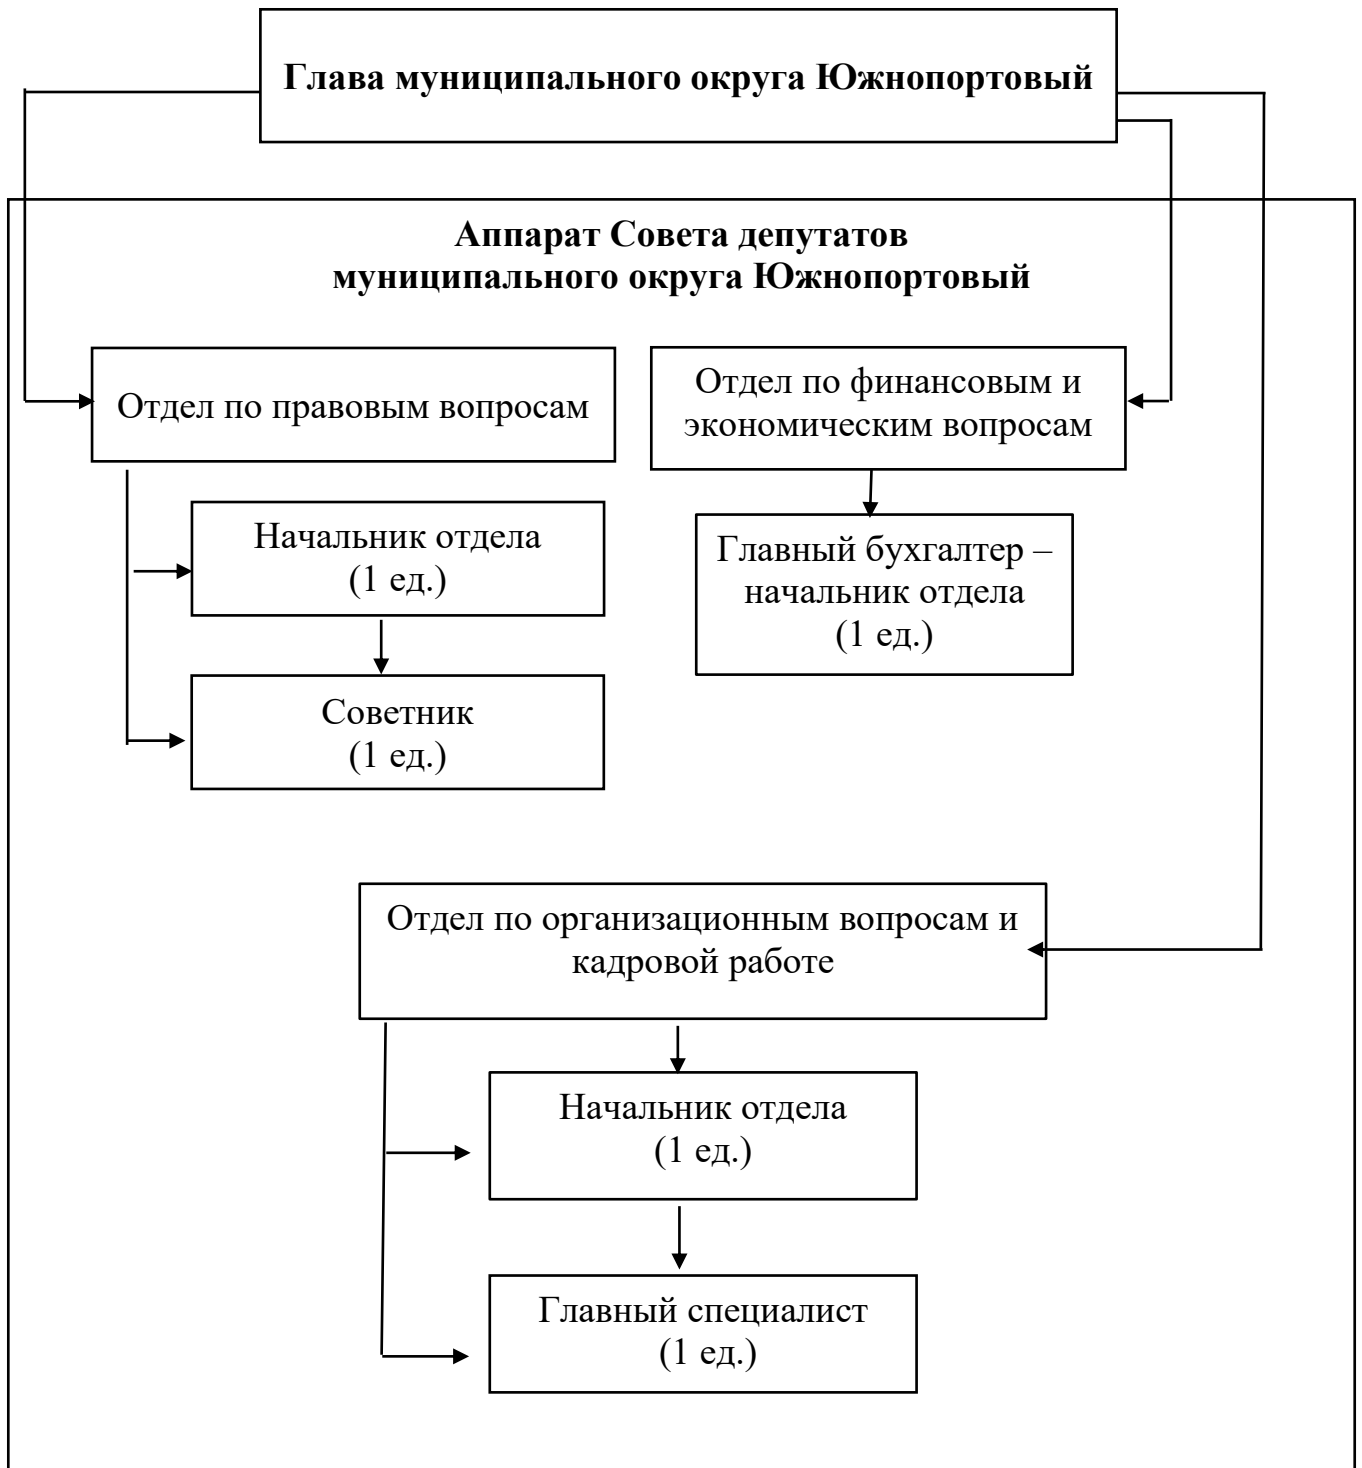 Глава муниципального округа Южнопортовый
Аппарат Совета депутатов
муниципального округа Южнопортовый
Отдел по правовым вопросам
Отдел по финансовым и
экономическим вопросам
Начальник отдела
(1 ед.)
Главный бухгалтер –
начальник отдела
(1 ед.)
Советник
(1 ед.)
Отдел по организационным вопросам и
кадровой работе
Начальник отдела
(1 ед.)
Главный специалист
(1 ед.)